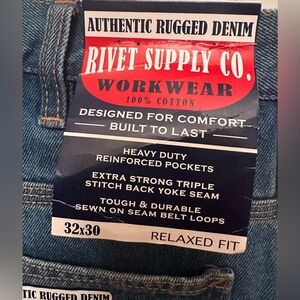 AUTHENTIC RUGGED DENIM
RIVET SUPPLY CO.
WORKWEAR
100% COTTON
DESIGNED FOR COMFORT
BUILT TO LAST
HEAVY DUTY
REINFORCED POCKETS
EXTRA STRONG TRIPLE
STITCH BACK YOKE SEAM
TOUGH & DURABLE
SEWN ON SEAM BELT LOOPS
32x30
RELAXED FIT
TIC RUGGED DENIM